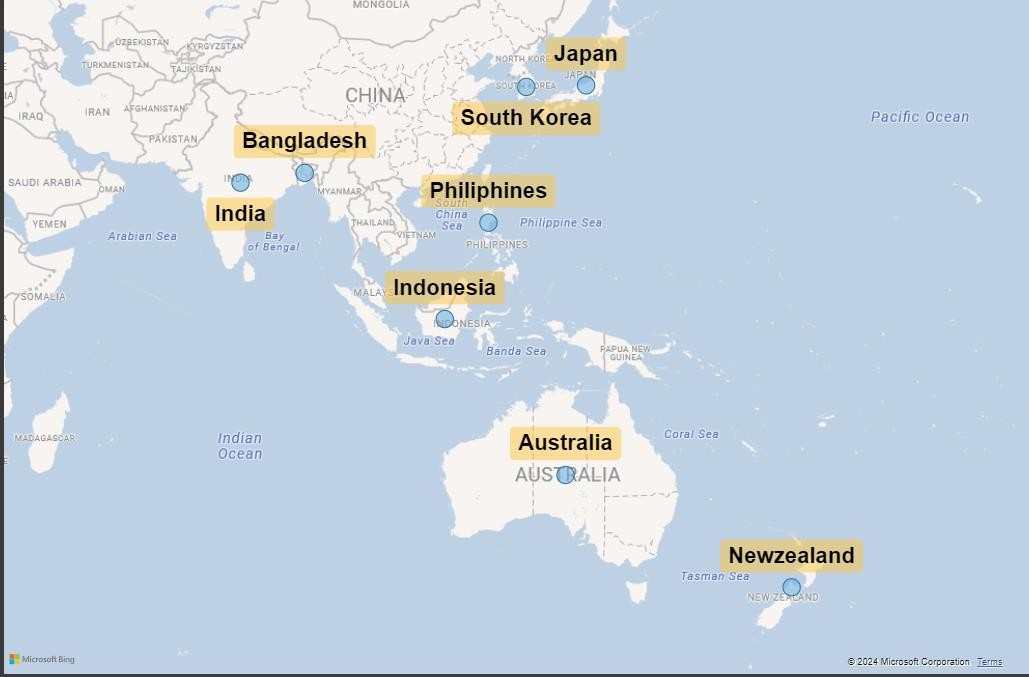 MONGOLIA
UZBEKISTAN
KYRGYZSTAN
TURKMENISTAN
TAJIKISTAN
Japan
NORTH KORE
JAPAN
SOUTH KOREA
CHINA
IRAN
AFGHANISTAN
IRAQ
South Korea
Pacific Ocean
PAKISTAN
Bangladesh
SAUDI ARABIA
OMAN
INDIA
MYANMAR
Philiphines
South
China
Sea
India
YEMEN
THAILAND
Philippine Sea
Arabian Sea
Bay
of Bengal
VIETNAM
PHILIPPINES
Indonesia
SOMALIA
MALAYS
INDONESIA
Java Sea
Banda Sea
PAPUA NEW
GUINEA
MADAGASCAR
Indian
Ocean
Coral Sea
Australia
AUSTRALIA
Newzealand
Tasman Sea
NEW ZEALAND
Microsoft Bing
© 2024 Microsoft Corporation Terms